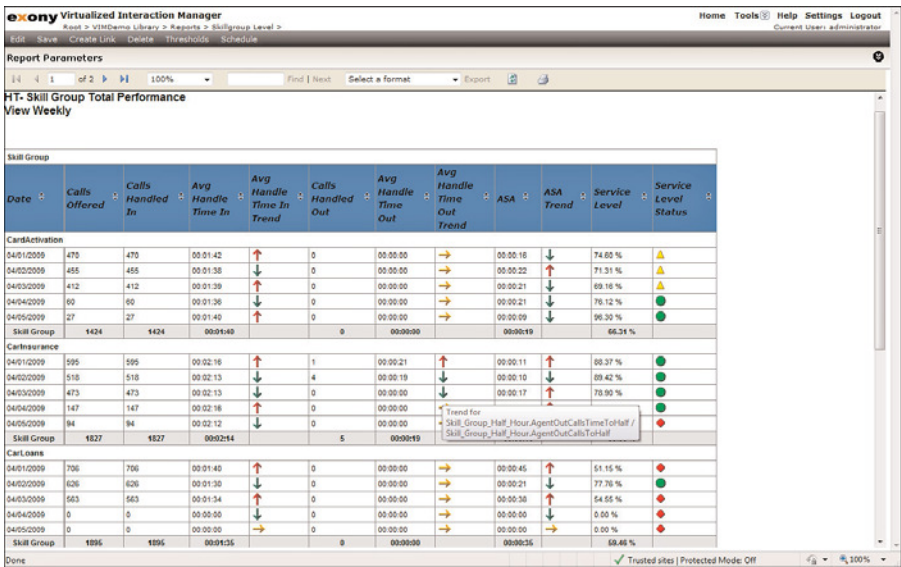 exony Virtualized Interaction Manager
Home Tools Help Settings Logout
Root > VIMDemo Library > Reports > Skillgroup Level >
Current User: administrator
Edit Save Create Link Delete Thresholds Schedule
Report Parameters
1 of 2 100% Find | Next Select a format Export
HT- Skill Group Total Performance
View Weekly
Skill Group
Date Calls Offered Calls Handled In Avg Handle Time In Avg Handle Time In Trend Calls Handled Out Avg Handle Time Out Avg Handle Time Out Trend ASA ASA Trend Service Level Service Level Status
CardActivation
04/01/2009 470 470 00:01:42 0 00:00:00 00:00:16 74.60 %
04/02/2009 455 455 00:01:38 0 00:00:00 00:00:22 71.31 %
04/03/2009 412 412 00:01:39 0 00:00:00 00:00:21 69.16 %
04/04/2009 60 60 00:01:36 0 00:00:00 00:00:21 76.12 %
04/05/2009 27 27 00:01:40 0 00:00:00 00:00:09 96.30 %
Skill Group 1424 1424 00:01:40 0 00:00:00 00:00:19 66.31 %
CarInsurance
04/01/2009 595 595 00:02:16 1 00:00:21 00:00:11 88.37 %
04/02/2009 518 518 00:02:13 4 00:00:19 00:00:10 89.42 %
04/03/2009 473 473 00:02:13 0 00:00:00 00:00:17 78.90 %
04/04/2009 147 147 00:02:16 0 00:00:00
04/05/2009 94 94 00:02:12 0 00:00:00
Skill Group 1827 1827 00:02:14 5 00:00:19
Trend for
Skill_Group_Half_Hour.AgentOutCallsTimeToHalf /
Skill_Group_Half_Hour.AgentOutCallsToHalf
CarLoans
04/01/2009 706 706 00:01:40 0 00:00:00 00:00:45 51.15 %
04/02/2009 626 626 00:01:30 0 00:00:00 00:00:21 77.76 %
04/03/2009 563 563 00:01:34 0 00:00:00 00:00:38 54.55 %
04/04/2009 0 0 00:00:00 0 00:00:00 00:00:00 0.00 %
04/05/2009 0 0 00:00:00 0 00:00:00 00:00:00 0.00 %
Skill Group 1895 1895 00:01:35 0 00:00:00 00:00:35 59.46 %
Done
Trusted sites | Protected Mode: Off
100%